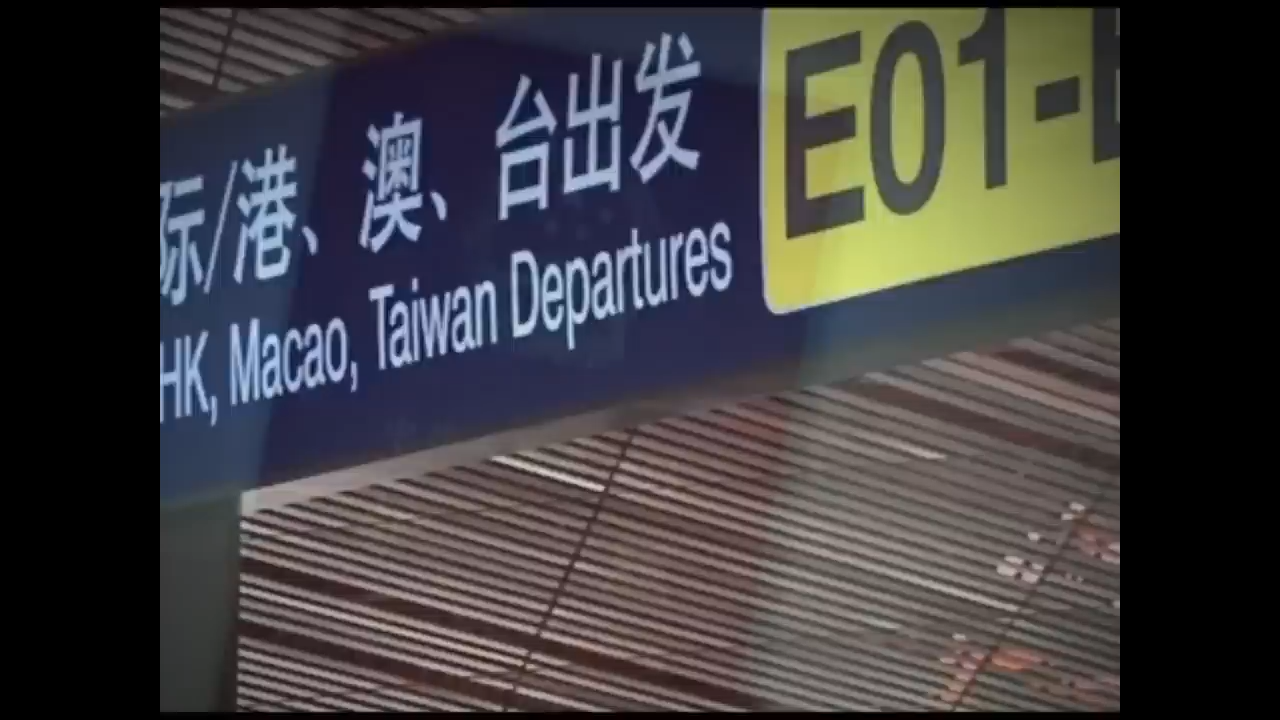 际/港、澳、台出发
HK, Macao, Taiwan Departures
E01-E